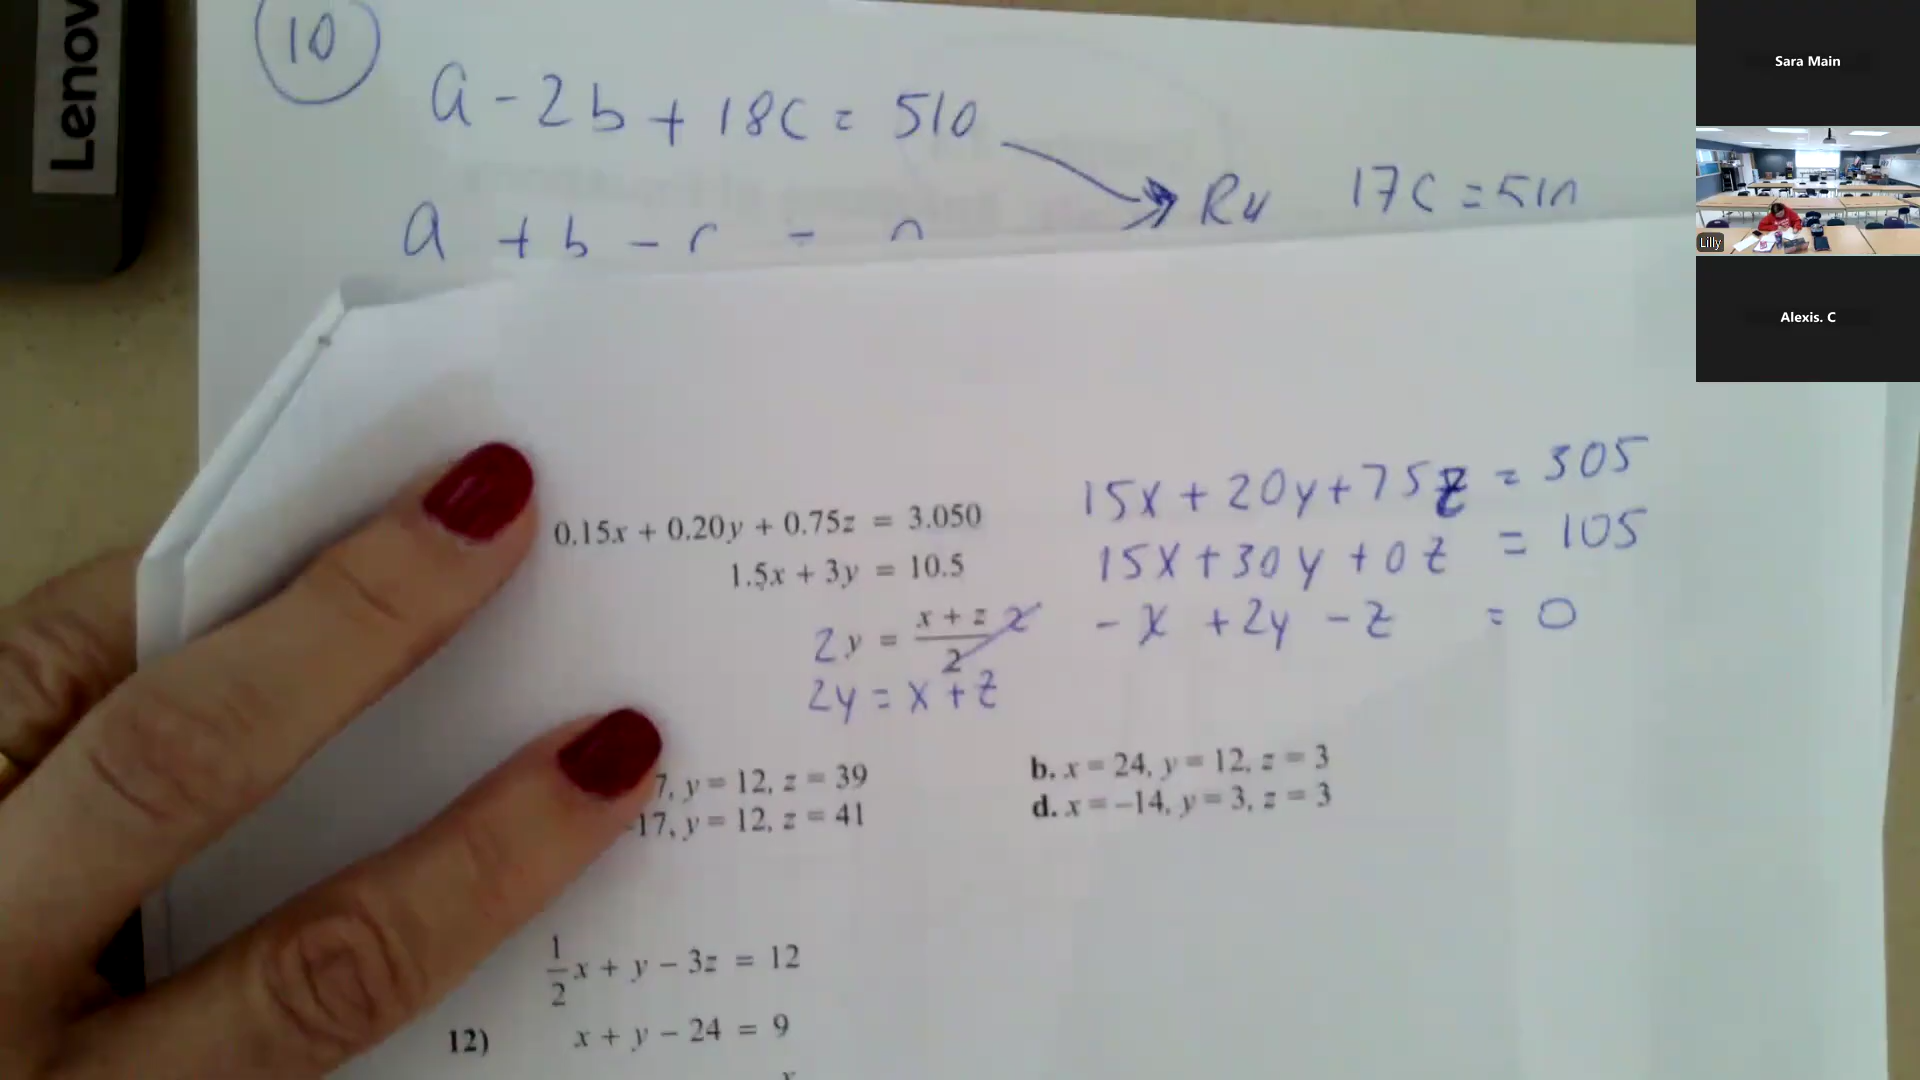 Lenov
10
a - 2b + 18c = 510
R4 17c = 510
a + b - c = 0
0.15x + 0.20y + 0.75z = 3.050
15x + 20y + 75z = 305
1.5x + 3y = 10.5
15x + 30y + 0z = 105
2y = x + z / 2 2
- x + 2y - z = 0
2y = x + z
7, y = 12, z = 39
b. x = 24, y = 12, z = 3
-17, y = 12, z = 41
d. x = -14, y = 3, z = 3
1/2 x + y - 3z = 12
12) x + y - 24 = 9
x
Sara Main
Lilly
Alexis. C